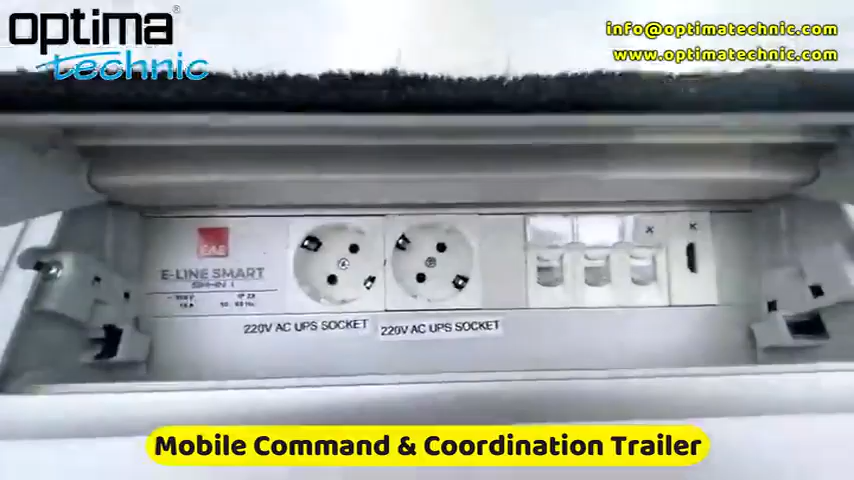 optima®
technic
info@optimatechnic.com
www.optimatechnic.com
EAE
E-LINE SMART
220V AC UPS SOCKET
220V AC UPS SOCKET
Mobile Command & Coordination Trailer